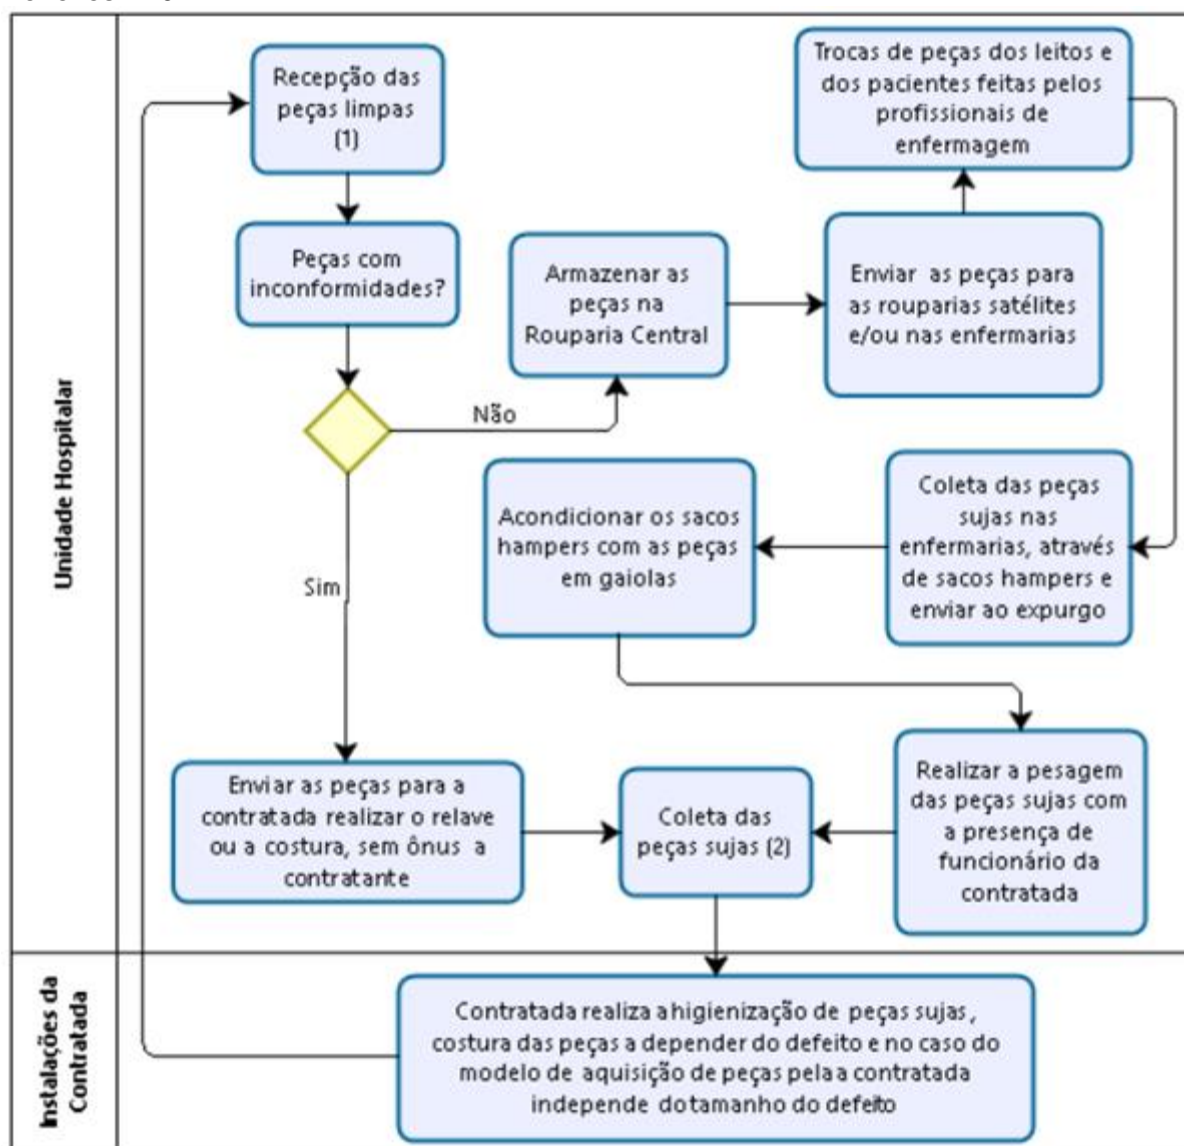 Unidade Hospitalar
Recepção das
peças limpas
(1)
Peças com
inconformidades?
Não
Sim
Armazenar as
peças na
Rouparia Central
Enviar as peças para
as rouparias satélites
e/ou nas enfermarias
Trocas de peças dos leitos e
dos pacientes feitas pelos
profissionais de
enfermagem
Coleta das peças
sujas nas
enfermarias, através
de sacos hampers e
enviar ao expurgo
Acondicionar os sacos
hampers com as peças
em gaiolas
Realizar a pesagem
das peças sujas com
a presença de
funcionário da
contratada
Enviar as peças para a
contratada realizar o relave
ou a costura, sem ônus a
contratante
Coleta das
peças sujas (2)
Instalações da
Contratada
Contratada realiza a higienização de peças sujas,
costura das peças a depender do defeito e no caso do
modelo de aquisição de peças pela a contratada
independe do tamanho do defeito